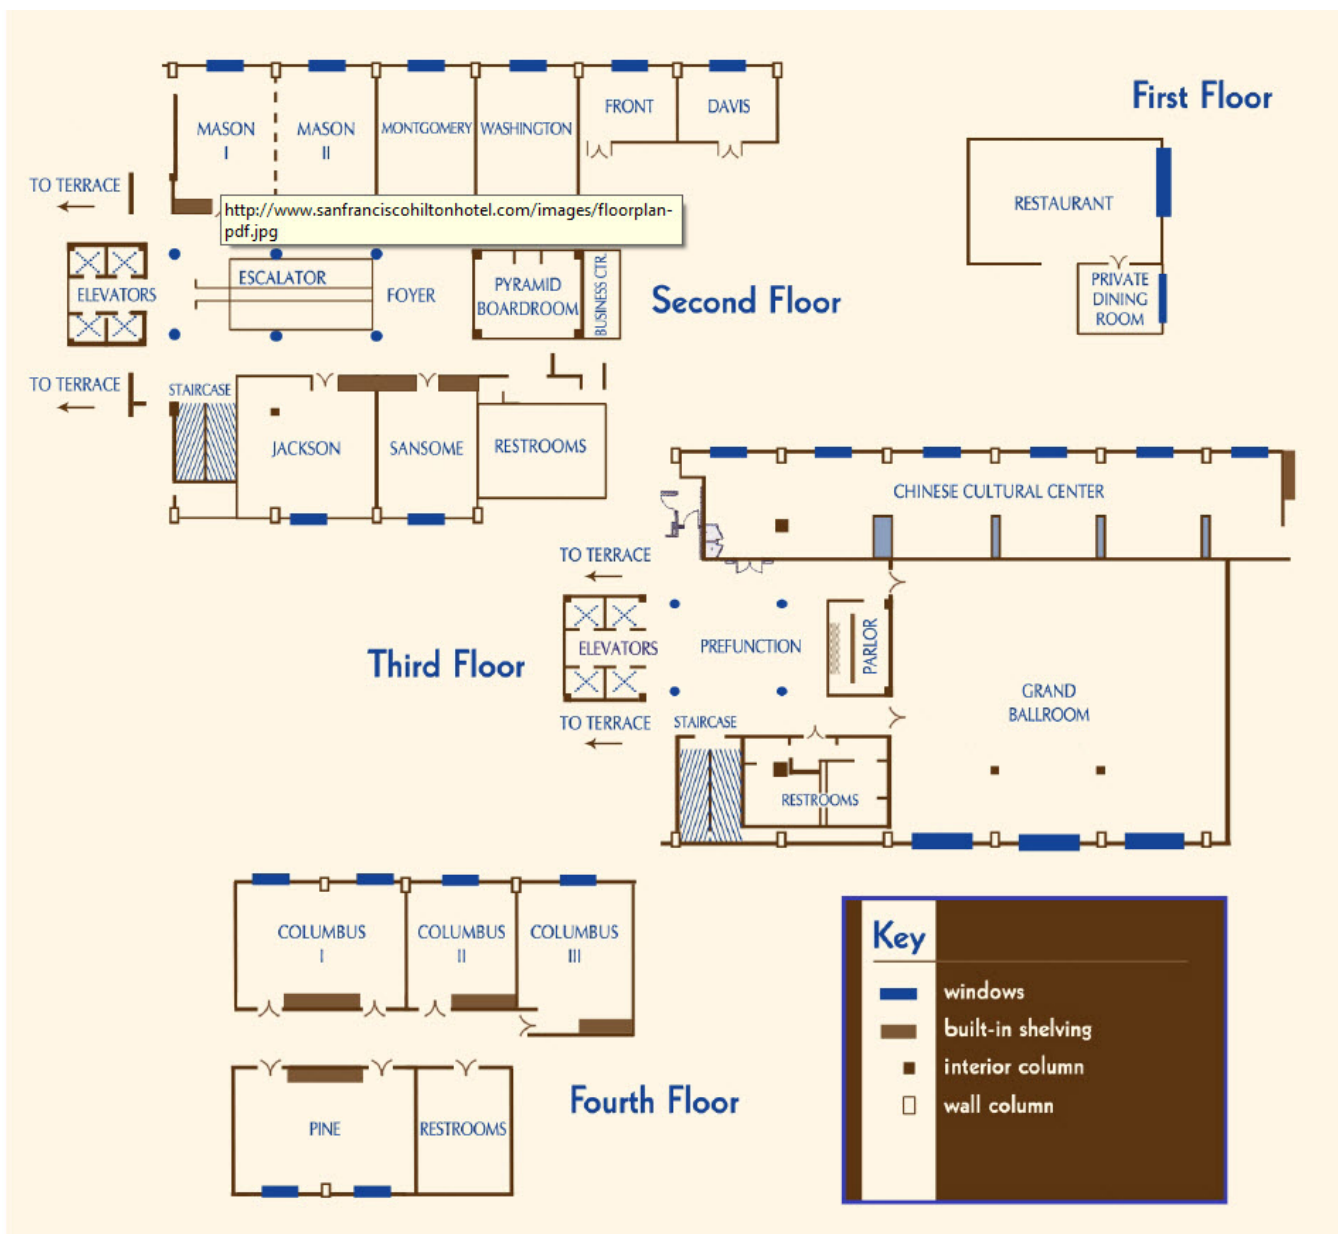 First Floor
RESTAURANT
PRIVATE
DINING
ROOM
MASON
I
MASON
II
MONTGOMERY
WASHINGTON
FRONT
DAVIS
TO TERRACE
http://www.sanfranciscohiltonhotel.com/images/floorplan-
pdf.jpg
ELEVATORS
ESCALATOR
FOYER
PYRAMID
BOARDROOM
BUSINESS CTR.
Second Floor
TO TERRACE
STAIRCASE
JACKSON
SANSOME
RESTROOMS
CHINESE CULTURAL CENTER
TO TERRACE
Third Floor
ELEVATORS
PREFUNCTION
PARLOR
GRAND
BALLROOM
TO TERRACE
STAIRCASE
RESTROOMS
COLUMBUS
I
COLUMBUS
II
COLUMBUS
III
Fourth Floor
PINE
RESTROOMS
Key
windows
built-in shelving
interior column
wall column